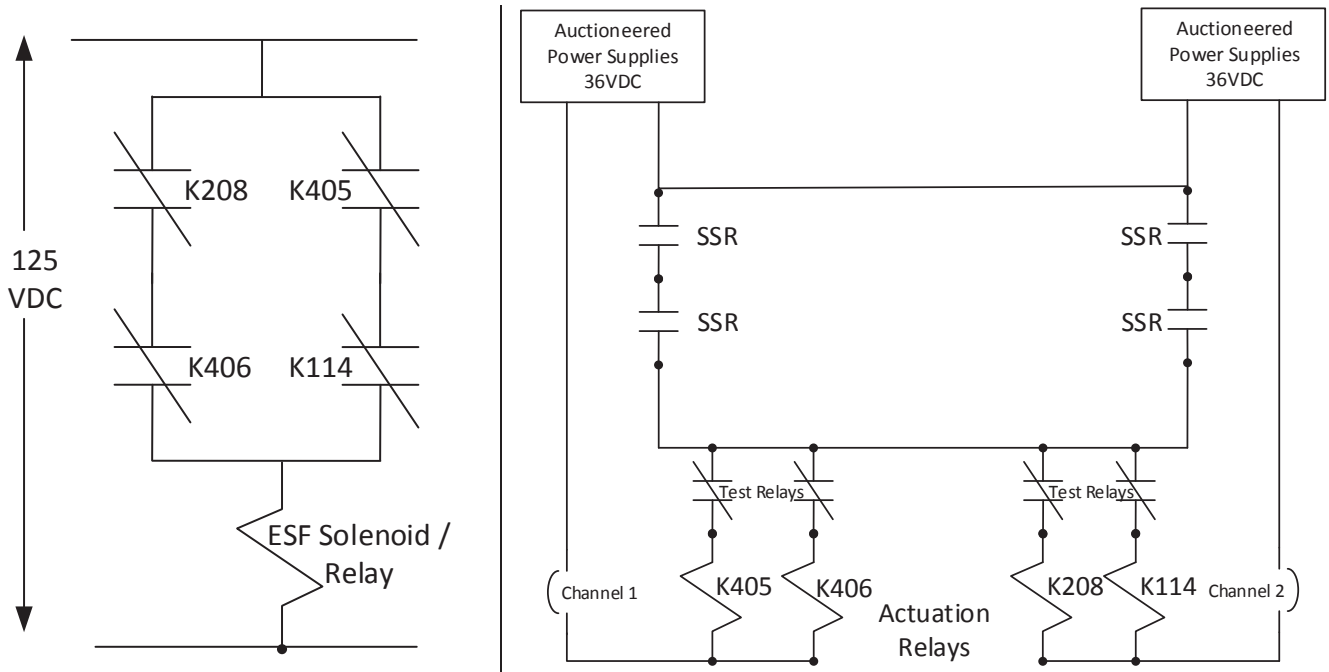 K208
K405
125
VDC
K406
K114
ESF Solenoid /
Relay
Auctioneered
Power Supplies
36VDC
Auctioneered
Power Supplies
36VDC
SSR
SSR
SSR
SSR
Test Relays
Test Relays
Channel 1
K405
K406
K208
K114
Channel 2
Actuation
Relays